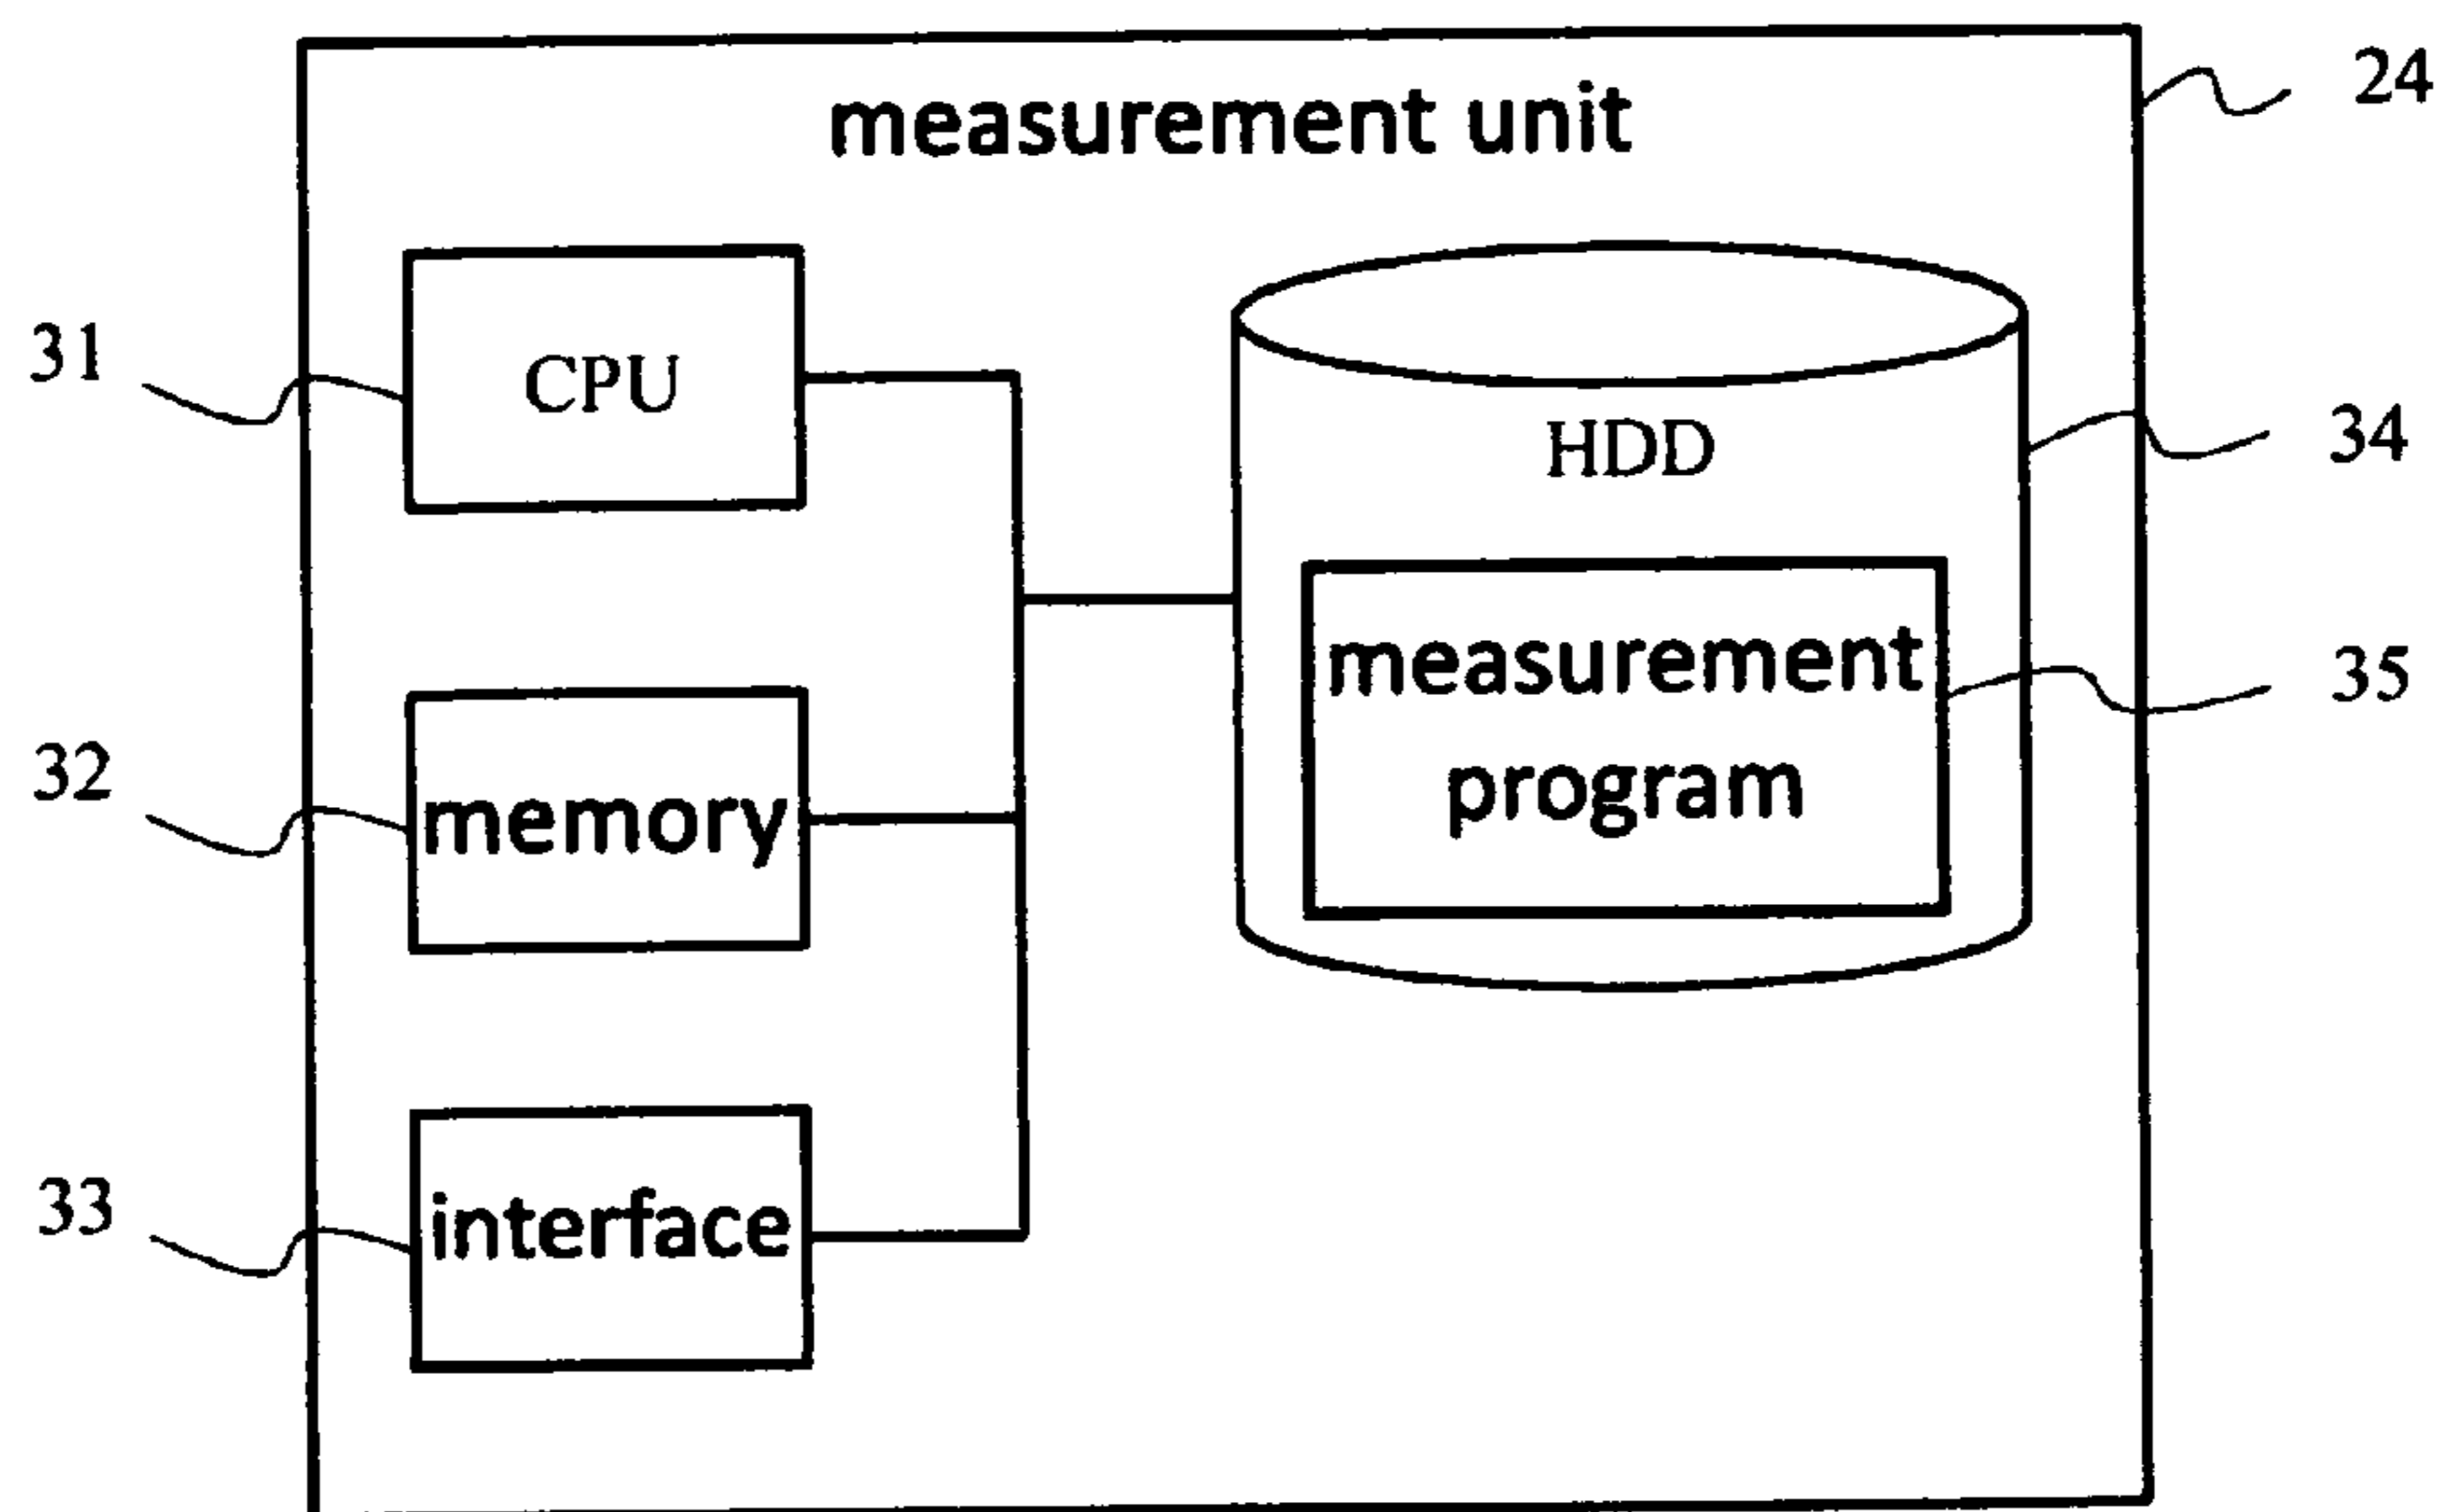 measurement unit
24
31
CPU
HDD
34
measurement
program
35
32
memory
33
interface